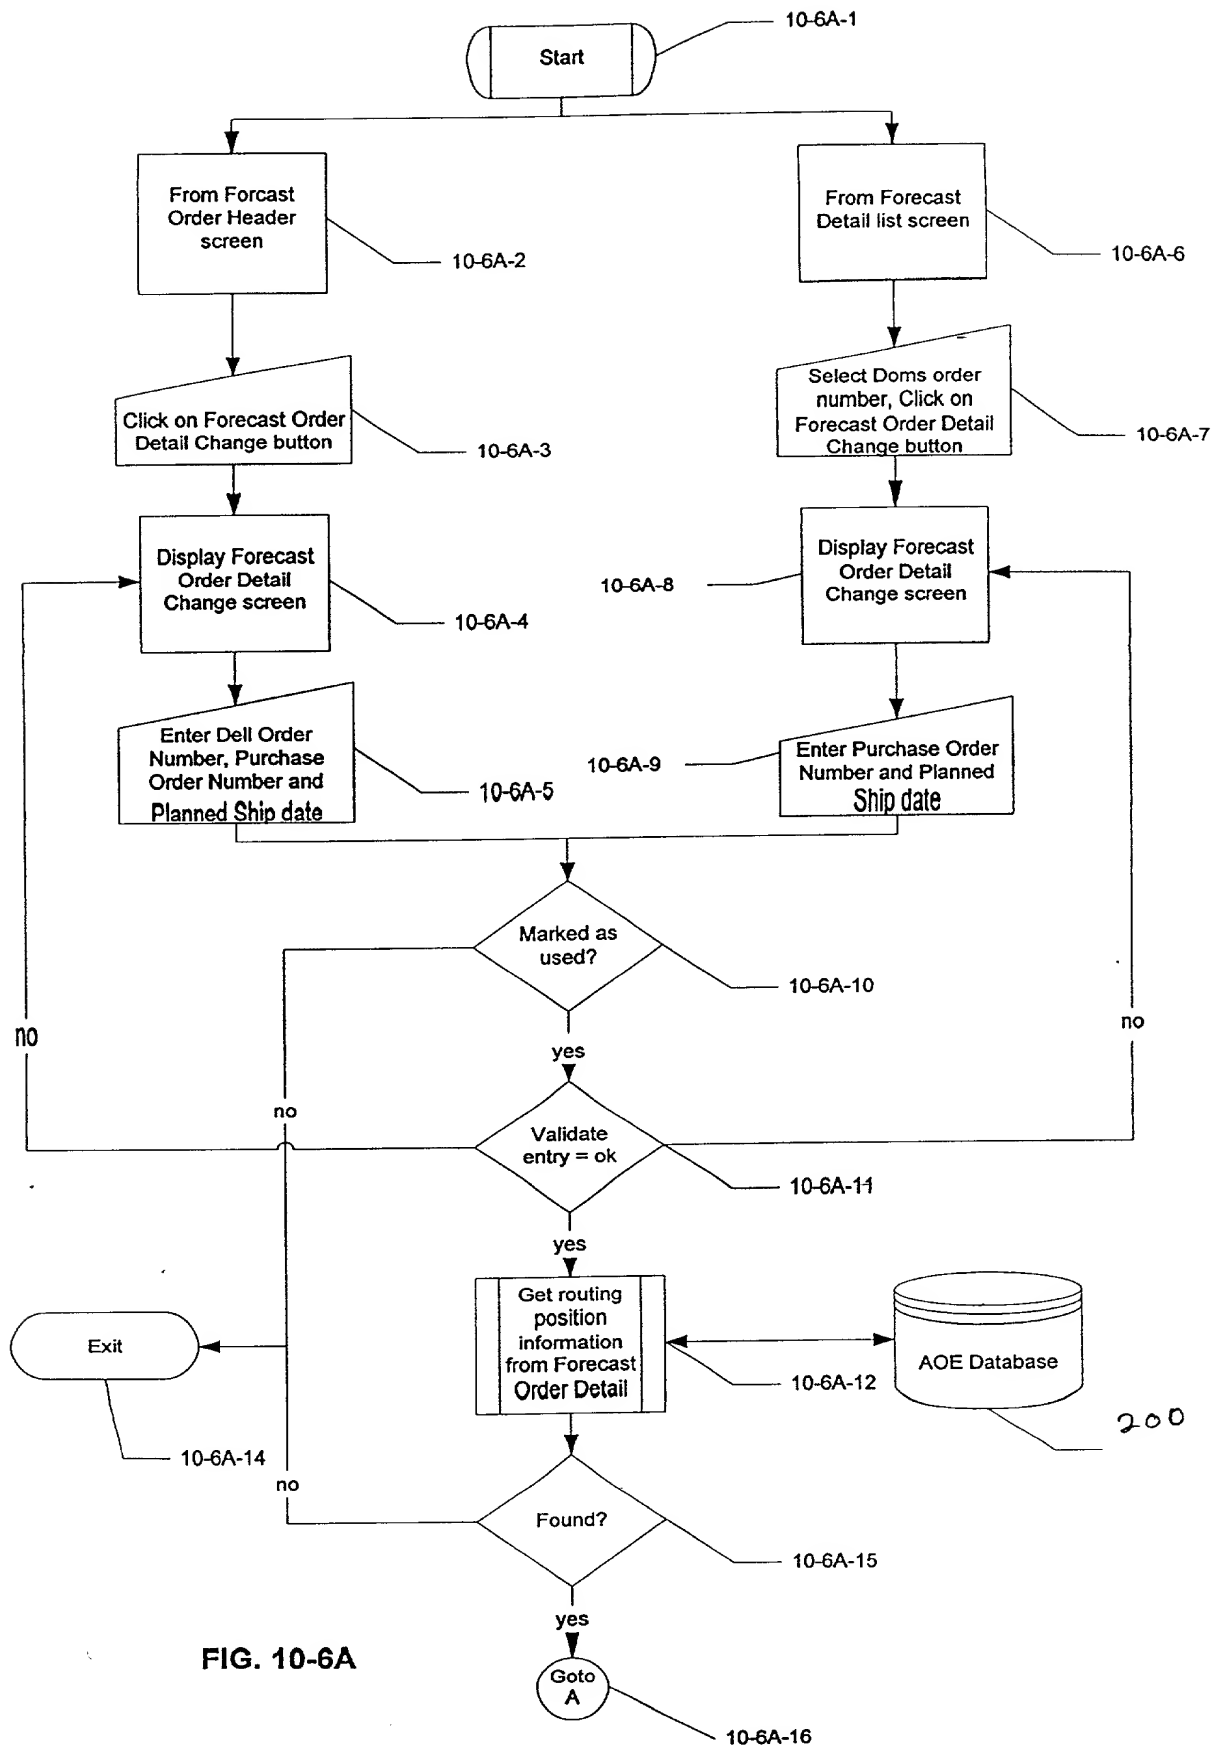 10-6A-1
Start
From Forcast
Order Header
screen
10-6A-2
From Forecast
Detail list screen
10-6A-6
Click on Forecast Order
Detail Change button
10-6A-3
Select Doms order
number, Click on
Forecast Order Detail
Change button
10-6A-7
Display Forecast
Order Detail
Change screen
10-6A-4
10-6A-8
Display Forecast
Order Detail
Change screen
Enter Dell Order
Number, Purchase
Order Number and
Planned Ship date
10-6A-5
10-6A-9
Enter Purchase Order
Number and Planned
Ship date
Marked as
used?
10-6A-10
no
no
yes
no
Validate
entry = ok
10-6A-11
yes
Get routing
position
information
from Forecast
Order Detail
10-6A-12
AOE Database
200
Exit
10-6A-14
no
Found?
10-6A-15
yes
FIG. 10-6A
Goto
A
10-6A-16